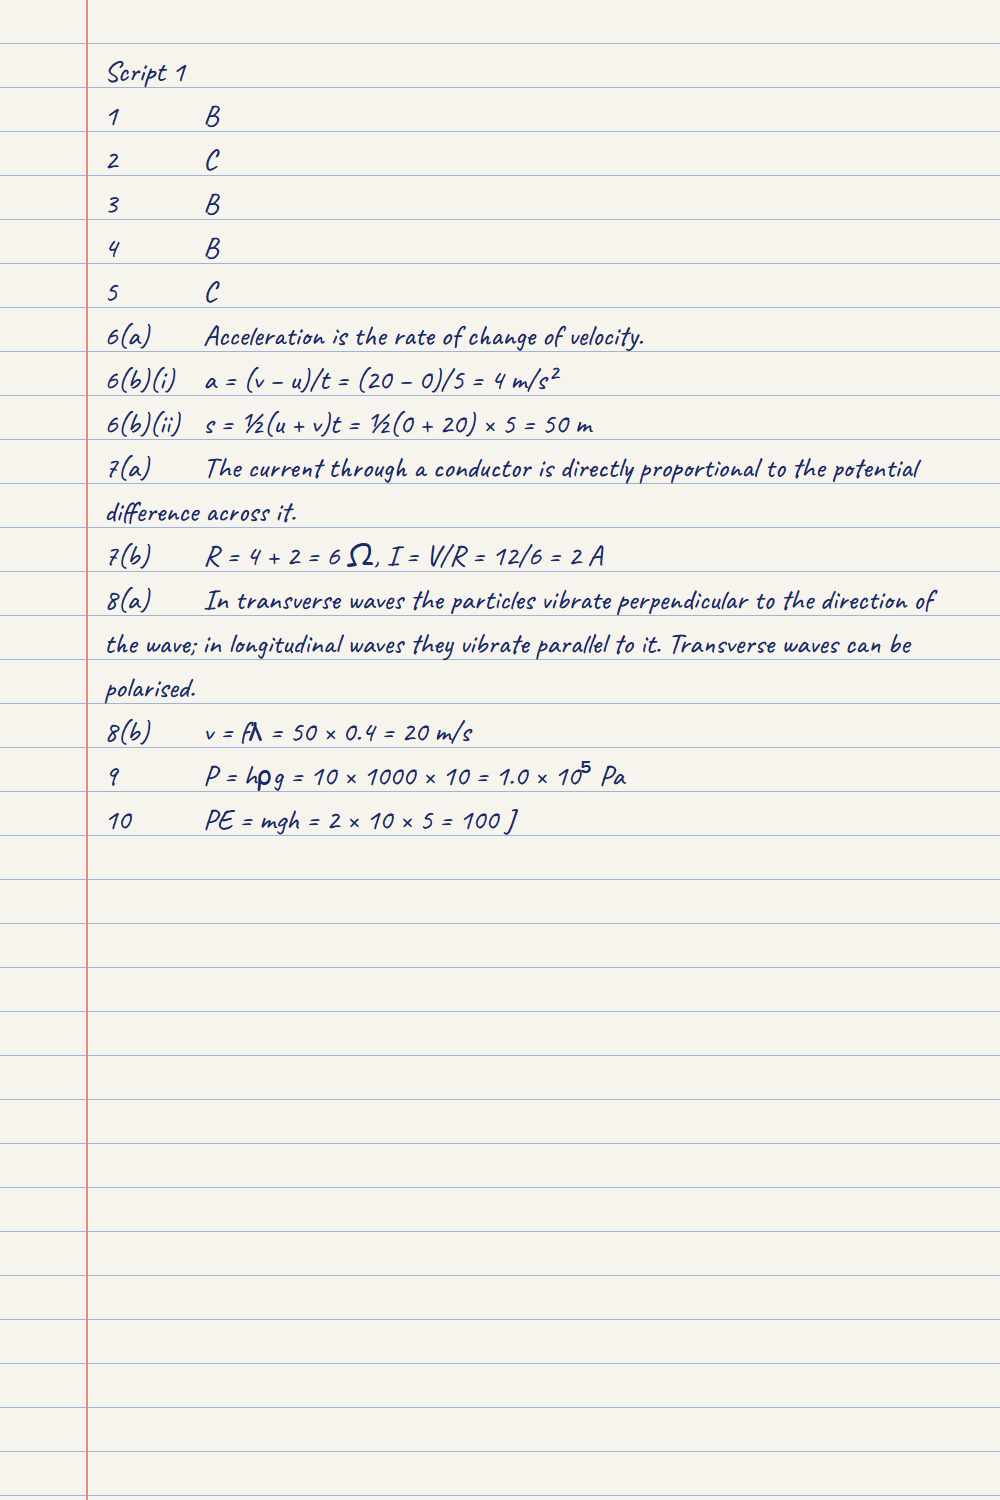 Script 1
1 B
2 C
3 B
4 B
5 C
6(a) Acceleration is the rate of change of velocity.
6(b)(i) a = (v – u)/t = (20 – 0)/5 = 4 m/s²
6(b)(ii) s = ½(u + v)t = ½(0 + 20) × 5 = 50 m
7(a) The current through a conductor is directly proportional to the potential
difference across it.
7(b) R = 4 + 2 = 6 Ω, I = V/R = 12/6 = 2 A
8(a) In transverse waves the particles vibrate perpendicular to the direction of
the wave; in longitudinal waves they vibrate parallel to it. Transverse waves can be
polarised.
8(b) v = fλ = 50 × 0.4 = 20 m/s
9 P = hρg = 10 × 1000 × 10 = 1.0 × 10⁵ Pa
10 PE = mgh = 2 × 10 × 5 = 100 J